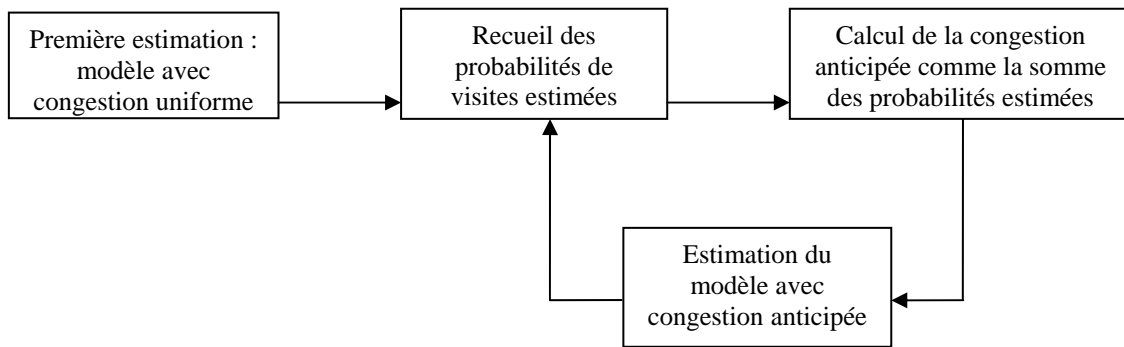 Première estimation :
modèle avec
congestion uniforme
Recueil des
probabilités de
visites estimées
Calcul de la congestion
anticipée comme la somme
des probabilités estimées
Estimation du
modèle avec
congestion anticipée